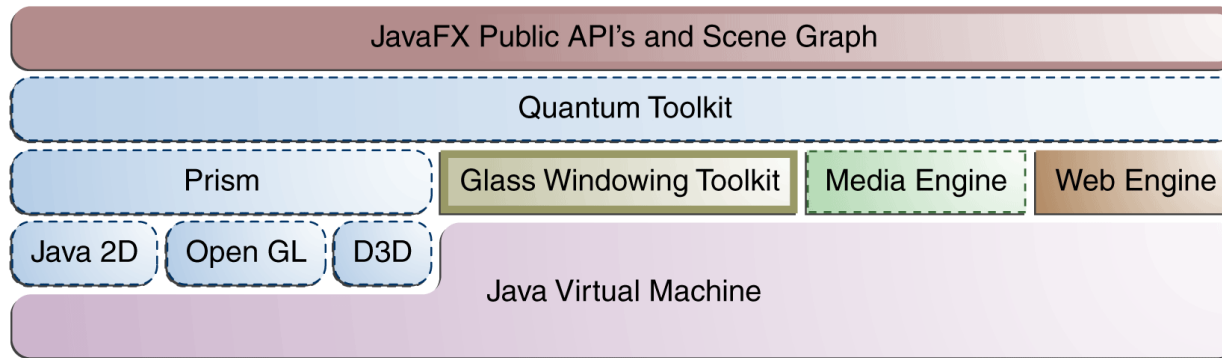 JavaFX Public API's and Scene Graph
Quantum Toolkit
Prism
Glass Windowing Toolkit
Media Engine
Web Engine
Java 2D
Open GL
D3D
Java Virtual Machine